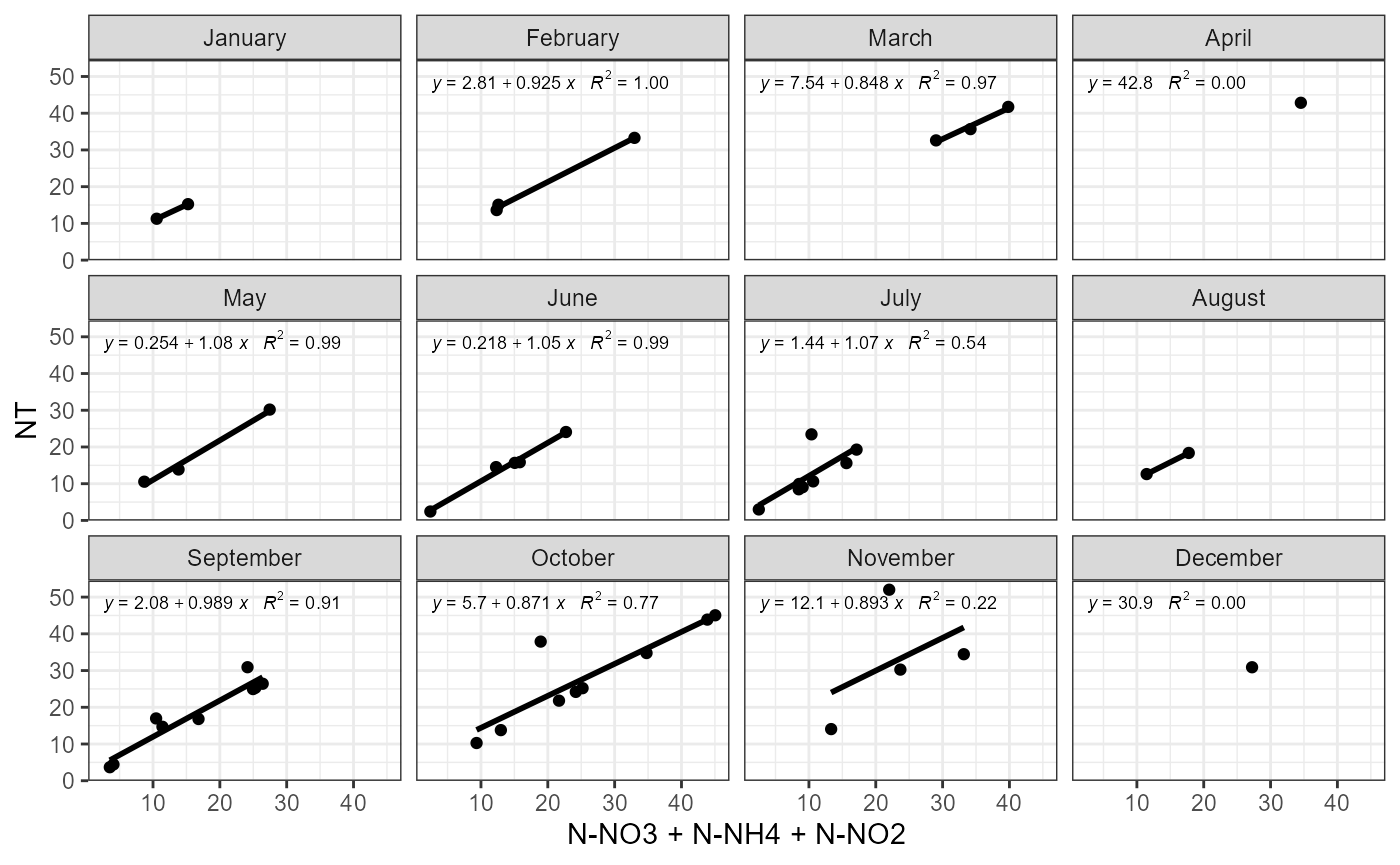 January
February
March
April
50
40
30
20
10
0
y = 2.81 + 0.925 x R² = 1.00
y = 7.54 + 0.848 x R² = 0.97
y = 42.8 R² = 0.00
May
June
July
August
NT
50
40
30
20
10
0
y = 0.254 + 1.08 x R² = 0.99
y = 0.218 + 1.05 x R² = 0.99
y = 1.44 + 1.07 x R² = 0.54
September
October
November
December
50
40
30
20
10
0
y = 2.08 + 0.989 x R² = 0.91
y = 5.7 + 0.871 x R² = 0.77
y = 12.1 + 0.893 x R² = 0.22
y = 30.9 R² = 0.00
10 20 30 40
10 20 30 40
10 20 30 40
10 20 30 40
N-NO3 + N-NH4 + N-NO2